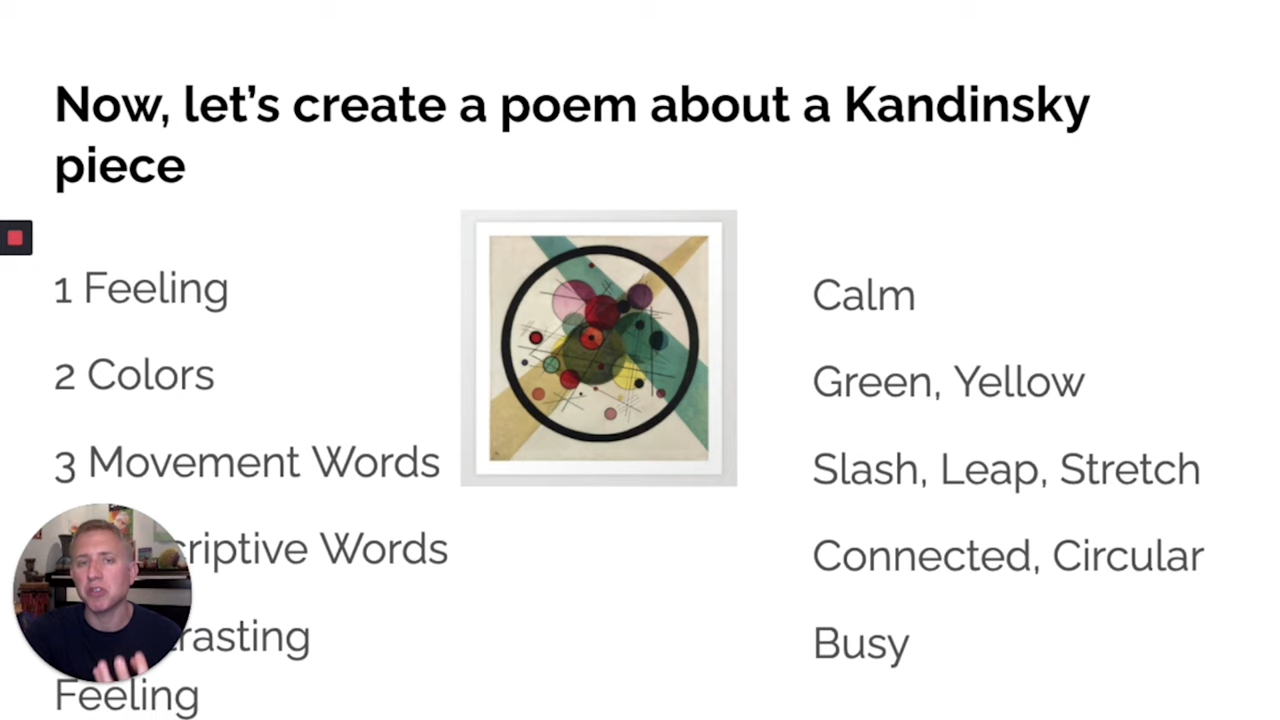 Now, let's create a poem about a Kandinsky
piece
1 Feeling
2 Colors
3 Movement Words
criptive Words
trasting
Feeling
Calm
Green, Yellow
Slash, Leap, Stretch
Connected, Circular
Busy